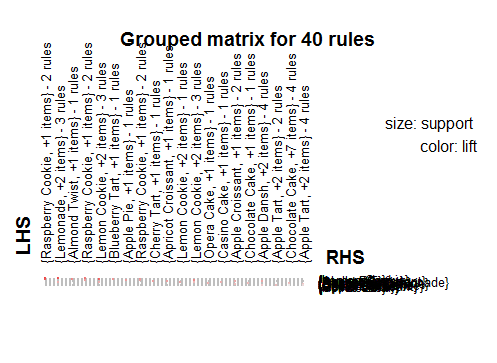 Grouped matrix for 40 rules
size: support
color: lift
LHS
{Raspberry Cookie, +1 items} - 2 rules
{Lemonade, +2 items} - 3 rules
{Almond Twist, +1 items} - 1 rules
{Raspberry Cookie, +1 items} - 2 rules
{Lemon Cookie, +2 items} - 3 rules
{Blueberry Tart, +1 items} - 1 rules
{Apple Pie, +1 items} - 1 rules
{Raspberry Cookie, +1 items} - 2 rules
{Cherry Tart, +1 items} - 1 rules
{Apricot Croissant, +1 items} - 1 rules
{Lemon Cookie, +2 items} - 1 rules
{Lemon Cookie, +2 items} - 3 rules
{Opera Cake, +1 items} - 1 rules
{Casino Cake, +1 items} - 1 rules
{Apple Croissant, +1 items} - 2 rules
{Chocolate Cake, +1 items} - 1 rules
{Apple Dansh, +2 items} - 4 rules
{Apple Tart, +2 items} - 2 rules
{Chocolate Cake, +7 items} - 4 rules
{Apple Tart, +2 items} - 4 rules
RHS